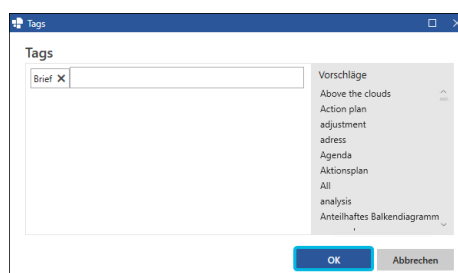 Tags
Tags
Brief
Vorschläge
Above the clouds
Action plan
adjustment
adress
Agenda
Aktionsplan
All
analysis
Anteilhaftes Balkendiagramm
OK
Abbrechen